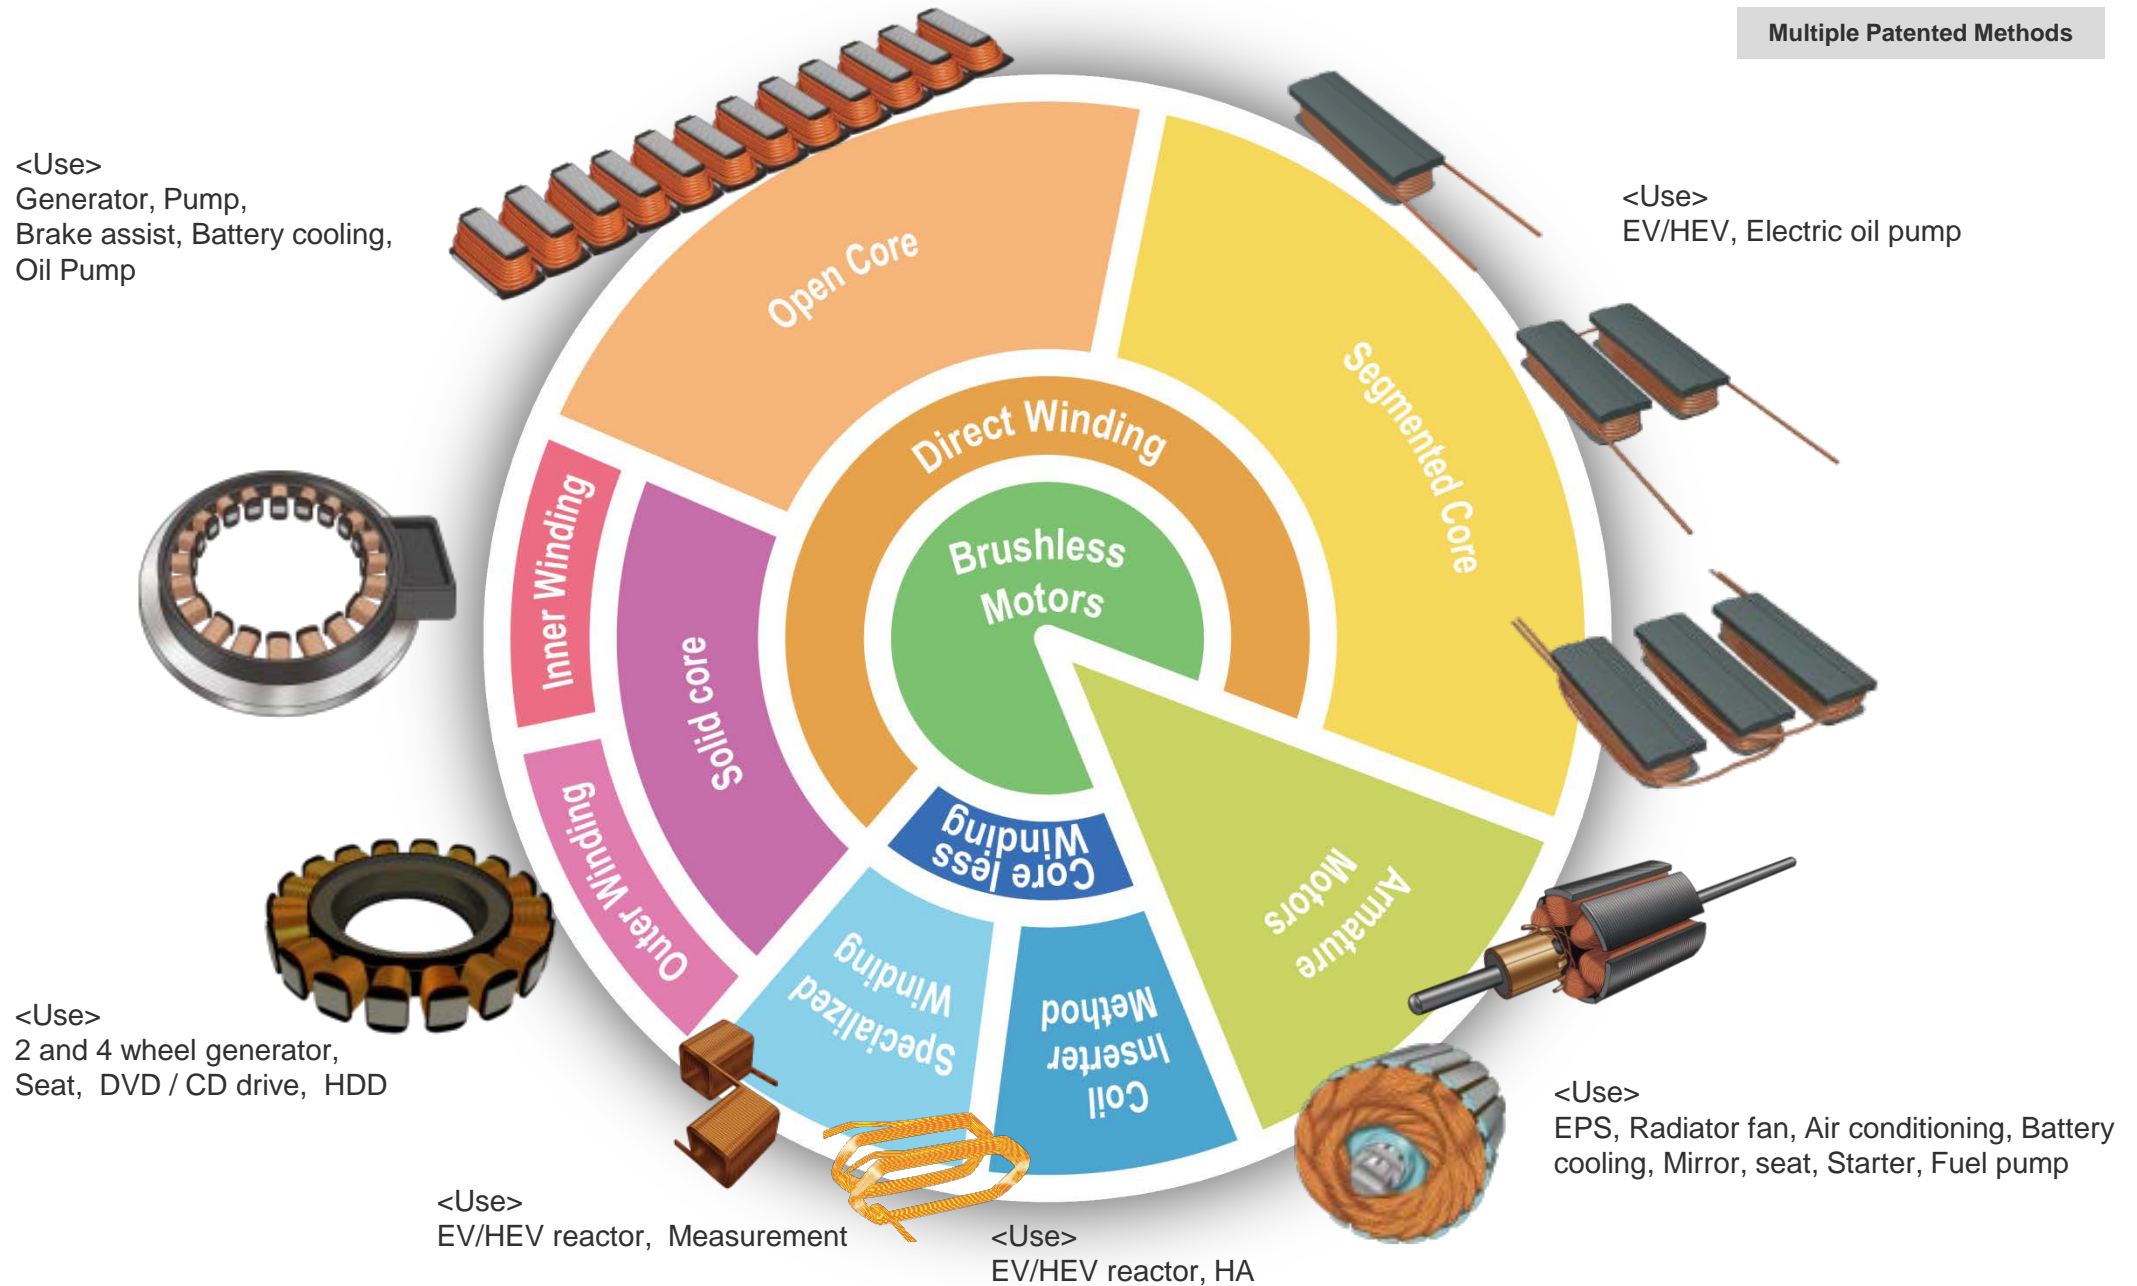 Multiple Patented Methods
<Use>
Generator, Pump,
Brake assist, Battery cooling,
Oil Pump
<Use>
EV/HEV, Electric oil pump
Open Core
Segmented Core
Direct Winding
Brushless
Motors
Inner Winding
Solid core
Outer Winding
Core less
Winding
Specialized
Winding
Coil
Inserter
Method
Armature
Motors
<Use>
2 and 4 wheel generator,
Seat,  DVD / CD drive,  HDD
<Use>
EV/HEV reactor,  Measurement
<Use>
EV/HEV reactor, HA
<Use>
EPS, Radiator fan, Air conditioning, Battery
cooling, Mirror, seat, Starter, Fuel pump